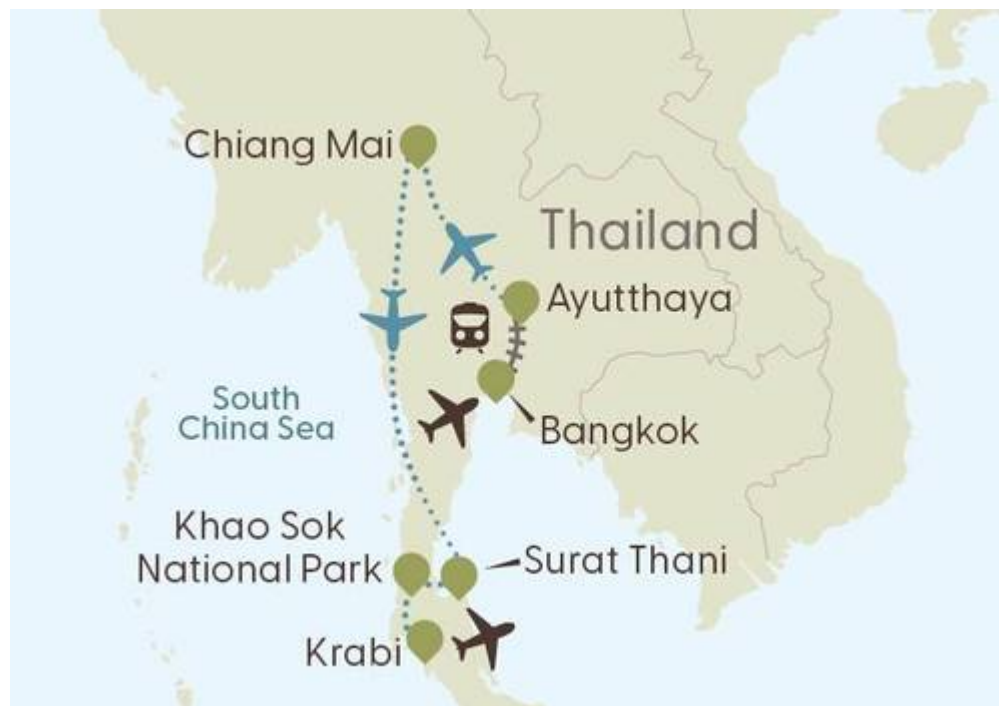 Chiang Mai
Thailand
Ayutthaya
South
China Sea
Bangkok
Khao Sok
National Park
Surat Thani
Krabi